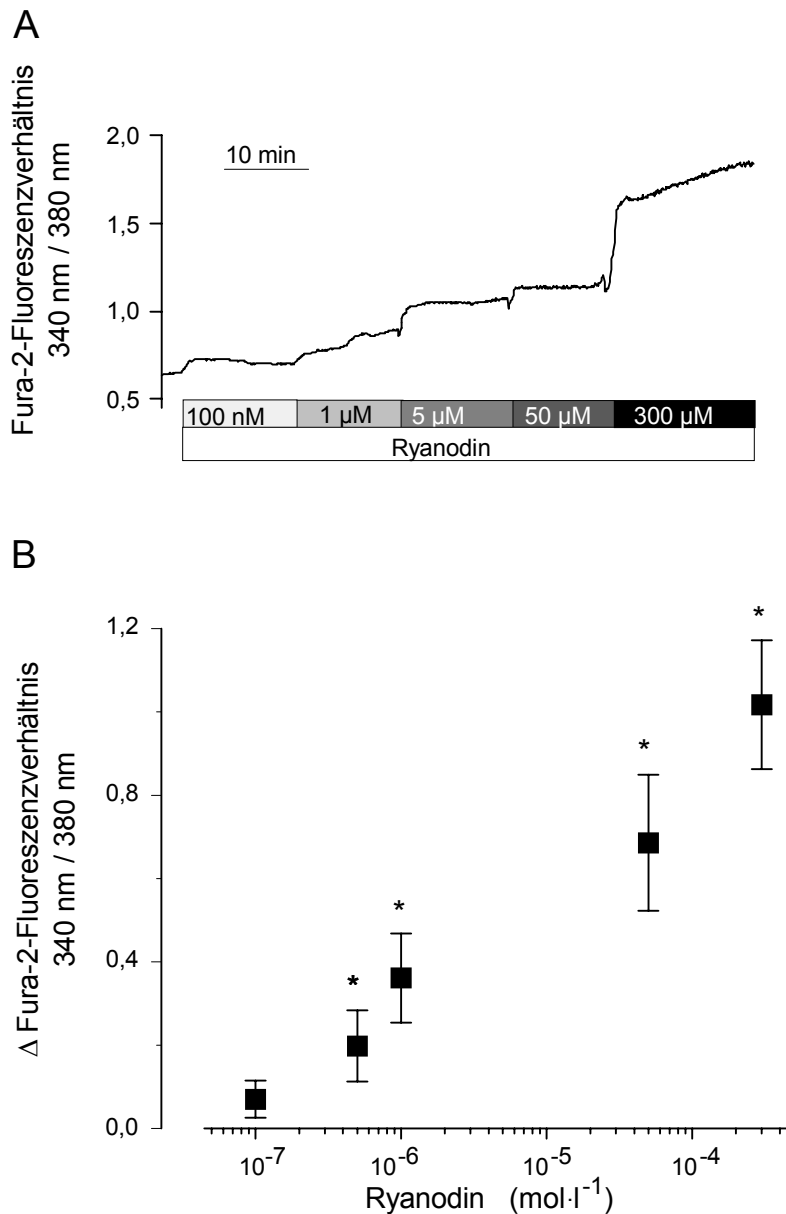 A
Fura-2-Fluoreszenzverhältnis
340 nm / 380 nm
2,0
1,5
1,0
0,5
10 min
100 nM
1 µM
5 µM
50 µM
300 µM
Ryanodin
B
Δ Fura-2-Fluoreszenzverhältnis
340 nm / 380 nm
1,2
0,8
0,4
0,0
*
*
*
*
10⁻⁷
10⁻⁶
10⁻⁵
10⁻⁴
Ryanodin (mol·l⁻¹)